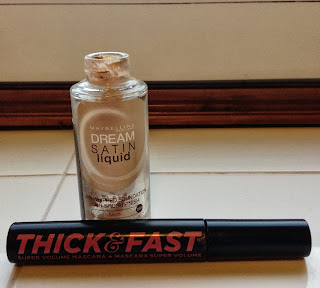 MAYBELLINE
DREAM
SATIN
liquid
THICK & FAST
SUPER VOLUME MASCARA ▲ MASCARA SUPER VOLUME